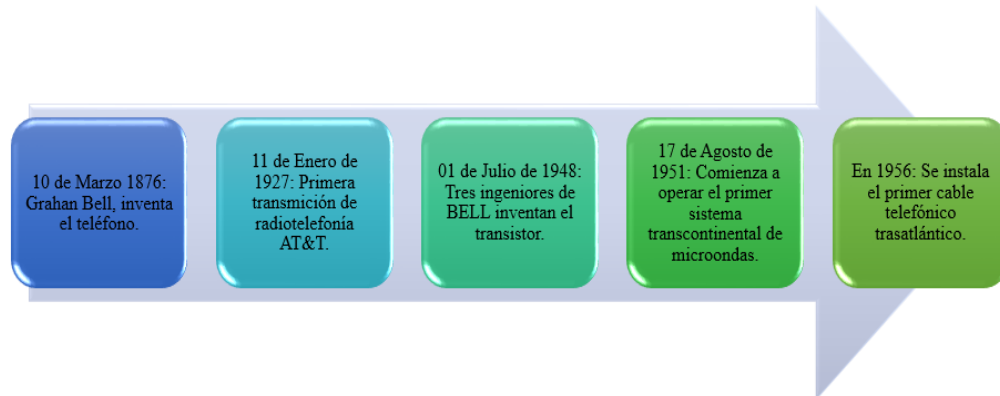 10 de Marzo 1876:
Grahan Bell, inventa
el teléfono.
11 de Enero de
1927: Primera
transmición de
radiotelefonía
AT&T.
01 de Julio de 1948:
Tres ingeniores de
BELL inventan el
transistor.
17 de Agosto de
1951: Comienza a
operar el primer
sistema
transcontinental de
microondas.
En 1956: Se instala
el primer cable
telefónico
trasatlántico.